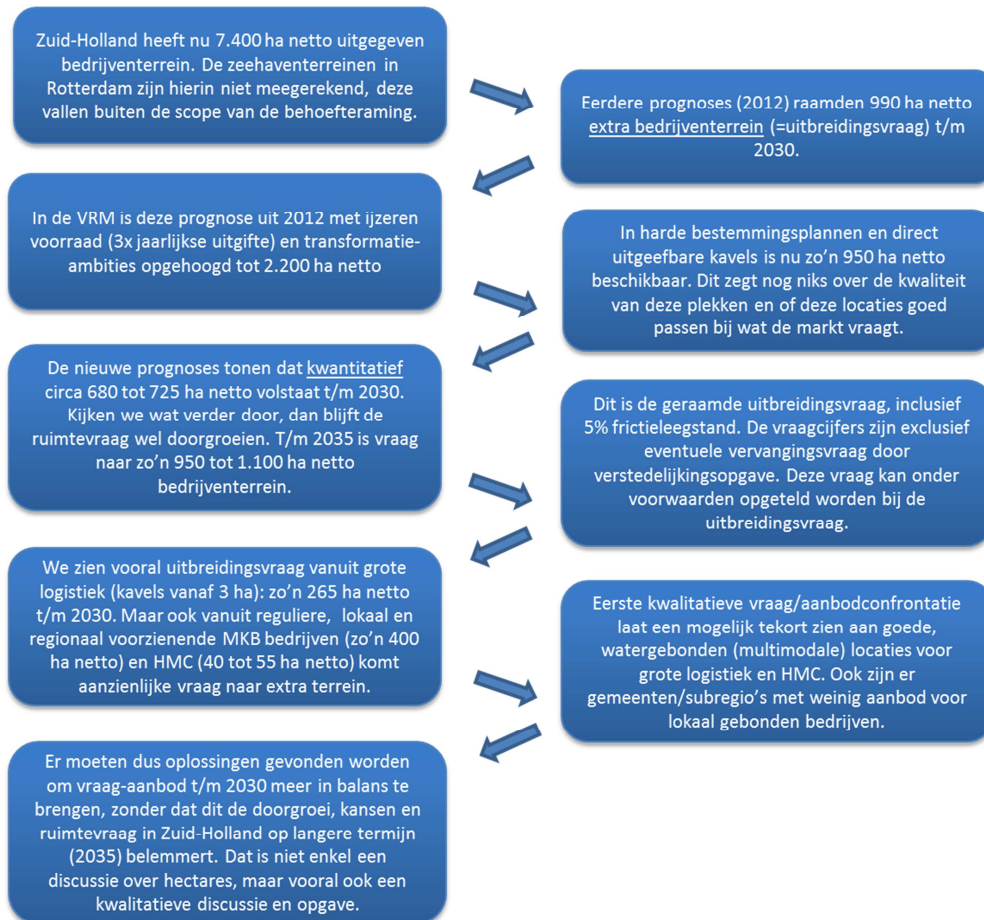 Zuid-Holland heeft nu 7.400 ha netto uitgegeven
bedrijventerrein. De zeehaventerreinen in
Rotterdam zijn hierin niet meegerekend, deze
vallen buiten de scope van de behoefteraming.
Eerdere prognoses (2012) raamden 990 ha netto
extra bedrijventerrein (=uitbreidingsvraag) t/m
2030.
In de VRM is deze prognose uit 2012 met ijzeren
voorraad (3x jaarlijkse uitgifte) en transformatie-
ambities opgehoogd tot 2.200 ha netto
In harde bestemmingsplannen en direct
uitgeefbare kavels is nu zo'n 950 ha netto
beschikbaar. Dit zegt nog niks over de kwaliteit
van deze plekken en of deze locaties goed
passen bij wat de markt vraagt.
De nieuwe prognoses tonen dat kwantitatief
circa 680 tot 725 ha netto volstaat t/m 2030.
Kijken we wat verder door, dan blijft de
ruimtevraag wel doorgroeien. T/m 2035 is vraag
naar zo'n 950 tot 1.100 ha netto
bedrijventerrein.
Dit is de geraamde uitbreidingsvraag, inclusief
5% frictieleegstand. De vraagcijfers zijn exclusief
eventuele vervangingsvraag door
verstedelijkingsopgave. Deze vraag kan onder
voorwaarden opgeteld worden bij de
uitbreidingsvraag.
We zien vooral uitbreidingsvraag vanuit grote
logistiek (kavels vanaf 3 ha): zo'n 265 ha netto
t/m 2030. Maar ook vanuit reguliere, lokaal en
regionaal voorzienende MKB bedrijven (zo'n 400
ha netto) en HMC (40 tot 55 ha netto) komt
aanzienlijke vraag naar extra terrein.
Eerste kwalitatieve vraag/aanbodconfrontatie
laat een mogelijk tekort zien aan goede,
watergebonden (multimodale) locaties voor
grote logistiek en HMC. Ook zijn er
gemeenten/subregio's met weinig aanbod voor
lokaal gebonden bedrijven.
Er moeten dus oplossingen gevonden worden
om vraag-aanbod t/m 2030 meer in balans te
brengen, zonder dat dit de doorgroei, kansen en
ruimtevraag in Zuid-Holland op langere termijn
(2035) belemmert. Dat is niet enkel een
discussie over hectares, maar vooral ook een
kwalitatieve discussie en opgave.